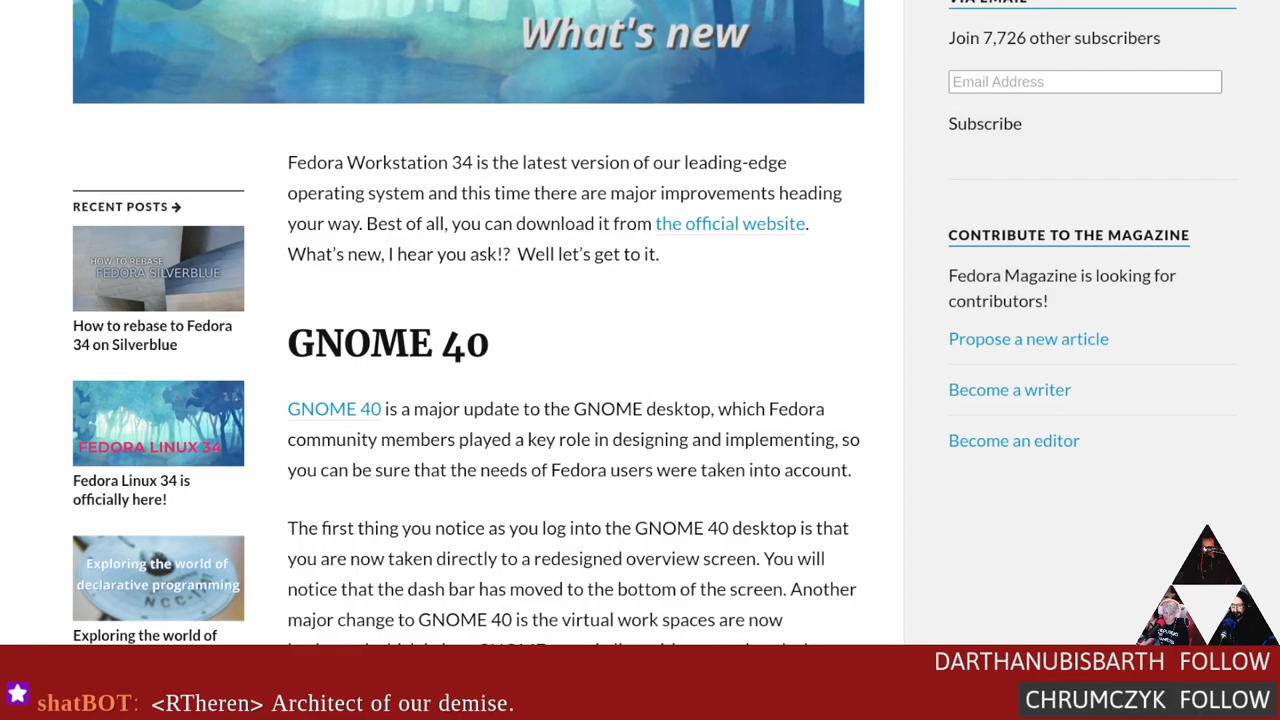 What's new
RECENT POSTS →
HOW TO REBASE
FEDORA SILVERBLUE
How to rebase to Fedora
34 on Silverblue
FEDORA LINUX 34
Fedora Linux 34 is
officially here!
Exploring the world of
declarative programming
Exploring the world of
Fedora Workstation 34 is the latest version of our leading-edge
operating system and this time there are major improvements heading
your way. Best of all, you can download it from the official website.
What’s new, I hear you ask!?  Well let’s get to it.
GNOME 40
GNOME 40 is a major update to the GNOME desktop, which Fedora
community members played a key role in designing and implementing, so
you can be sure that the needs of Fedora users were taken into account.
The first thing you notice as you log into the GNOME 40 desktop is that
you are now taken directly to a redesigned overview screen. You will
notice that the dash bar has moved to the bottom of the screen. Another
major change to GNOME 40 is the virtual work spaces are now
VIA EMAIL
Join 7,726 other subscribers
Email Address
Subscribe
CONTRIBUTE TO THE MAGAZINE
Fedora Magazine is looking for
contributors!
Propose a new article
Become a writer
Become an editor
DARTHANUBISBARTH FOLLOW
shatBOT: <RTheren> Architect of our demise.
CHRUMCZYK FOLLOW